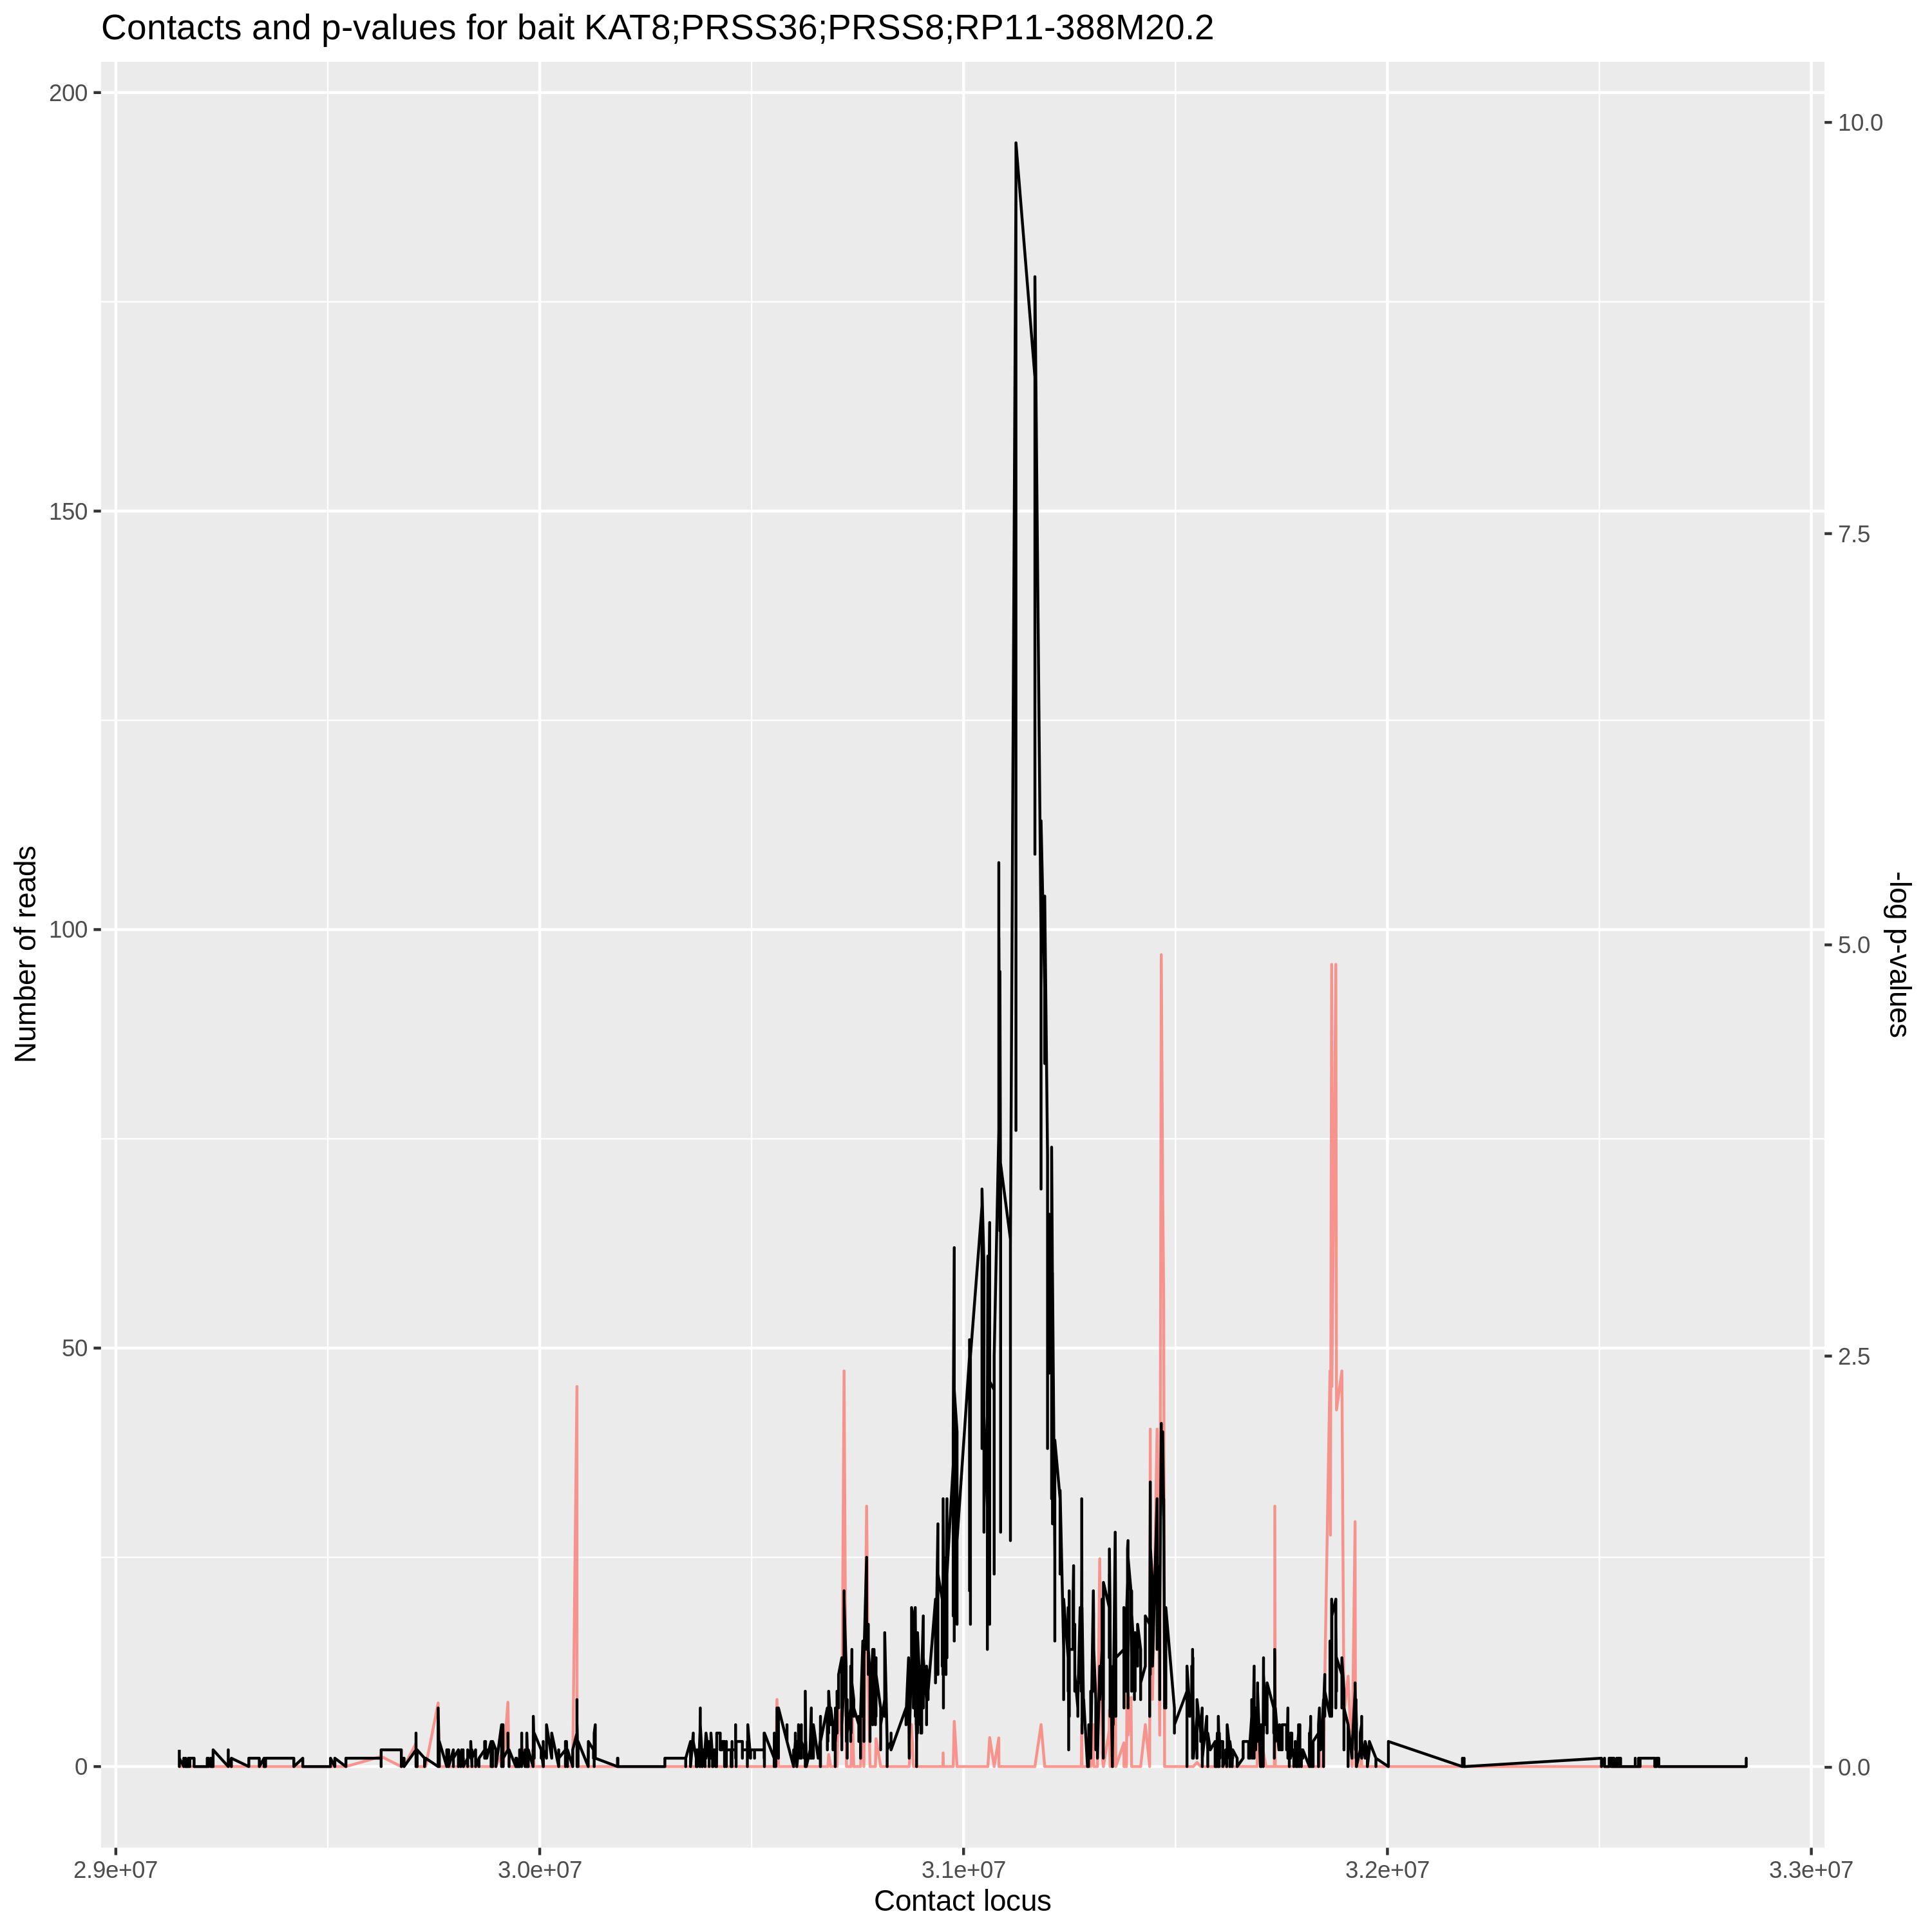 Contacts and p-values for bait KAT8;PRSS36;PRSS8;RP11-388M20.2
200
150
100
50
0
Number of reads
10.0
7.5
5.0
2.5
0.0
-log p-values
2.9e+07
3.0e+07
3.1e+07
3.2e+07
3.3e+07
Contact locus